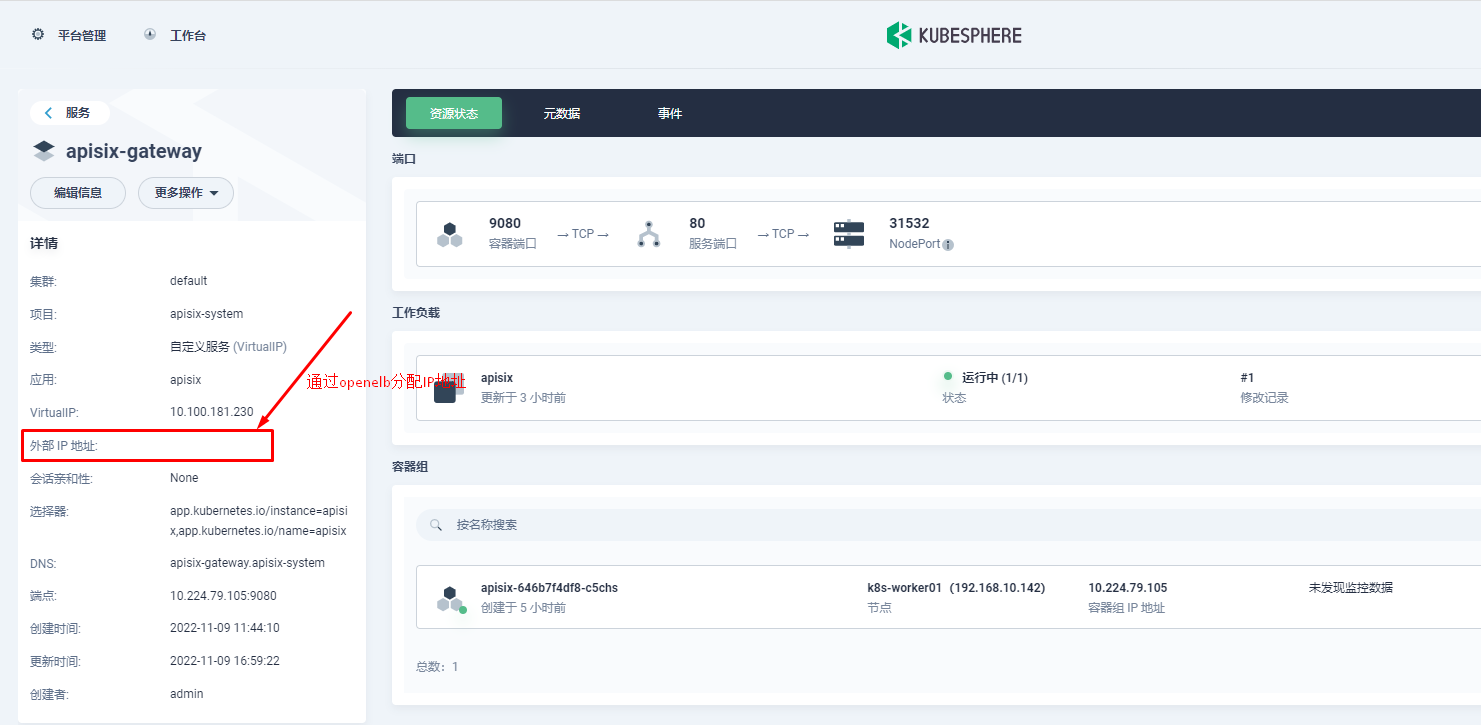 平台管理
工作台
KUBESPHERE
服务
apisix-gateway
编辑信息
更多操作
详情
集群:
default
项目:
apisix-system
类型:
自定义服务 (VirtualIP)
应用:
apisix
VirtualIP:
10.100.181.230
外部 IP 地址:
会话亲和性:
None
选择器:
app.kubernetes.io/instance=apisi
x,app.kubernetes.io/name=apisix
DNS:
apisix-gateway.apisix-system
端点:
10.224.79.105:9080
创建时间:
2022-11-09 11:44:10
更新时间:
2022-11-09 16:59:22
创建者:
admin
通过openelb分配IP地址
资源状态
元数据
事件
端口
9080
容器端口
→ TCP →
80
服务端口
→ TCP →
31532
NodePort
工作负载
apisix
更新于 3 小时前
运行中 (1/1)
状态
#1
修改记录
容器组
按名称搜索
apisix-646b7f4df8-c5chs
创建于 5 小时前
k8s-worker01 (192.168.10.142)
节点
10.224.79.105
容器组 IP 地址
未发现监控数据
总数: 1